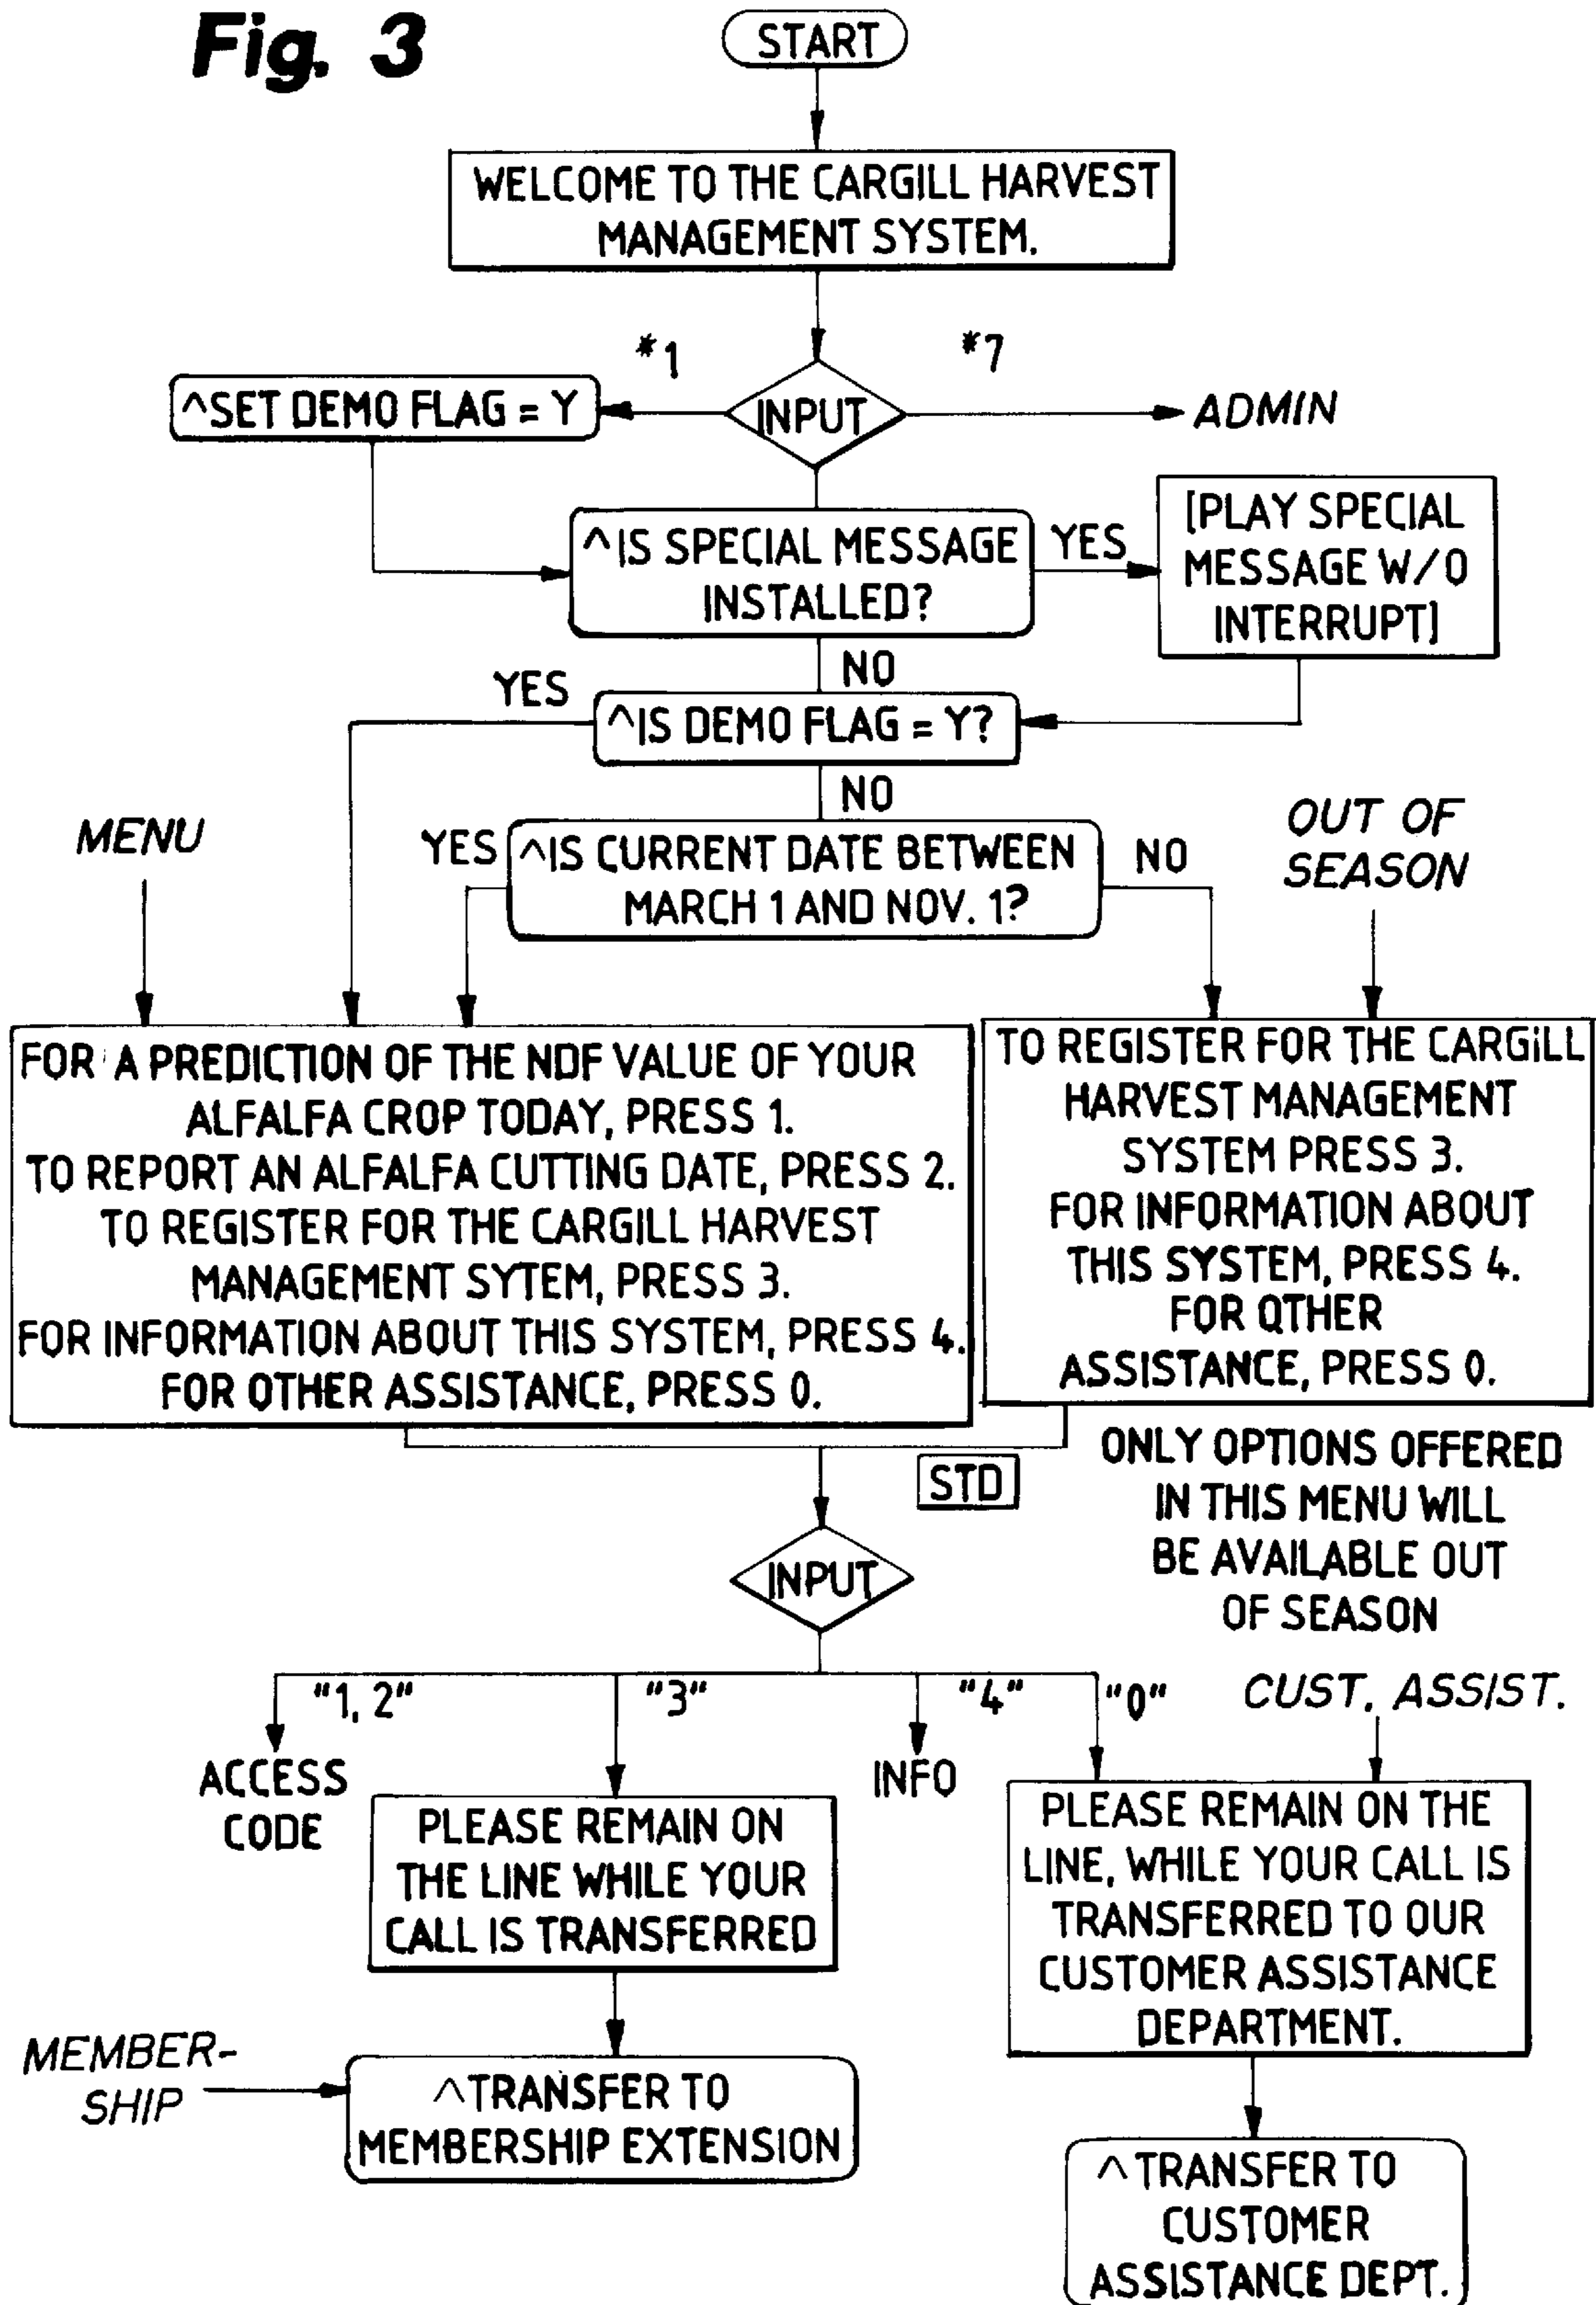 Fig. 3
START
WELCOME TO THE CARGILL HARVEST
MANAGEMENT SYSTEM.
*1
*7
^SET DEMO FLAG = Y
INPUT
ADMIN
^IS SPECIAL MESSAGE
INSTALLED?
YES
[PLAY SPECIAL
MESSAGE W/O
INTERRUPT]
NO
YES
^IS DEMO FLAG = Y?
NO
MENU
YES
^IS CURRENT DATE BETWEEN
MARCH 1 AND NOV. 1?
NO
OUT OF
SEASON
FOR A PREDICTION OF THE NDF VALUE OF YOUR
ALFALFA CROP TODAY, PRESS 1.
TO REPORT AN ALFALFA CUTTING DATE, PRESS 2.
TO REGISTER FOR THE CARGILL HARVEST
MANAGEMENT SYTEM, PRESS 3.
FOR INFORMATION ABOUT THIS SYSTEM, PRESS 4.
FOR OTHER ASSISTANCE, PRESS 0.
TO REGISTER FOR THE CARGILL
HARVEST MANAGEMENT
SYSTEM PRESS 3.
FOR INFORMATION ABOUT
THIS SYSTEM, PRESS 4.
FOR OTHER
ASSISTANCE, PRESS 0.
STD
ONLY OPTIONS OFFERED
IN THIS MENU WILL
BE AVAILABLE OUT
OF SEASON
INPUT
"1, 2"
"3"
"4"
"0"
CUST. ASSIST.
ACCESS
CODE
PLEASE REMAIN ON
THE LINE WHILE YOUR
CALL IS TRANSFERRED
INFO
PLEASE REMAIN ON THE
LINE, WHILE YOUR CALL IS
TRANSFERRED TO OUR
CUSTOMER ASSISTANCE
DEPARTMENT.
MEMBER-
SHIP
^TRANSFER TO
MEMBERSHIP EXTENSION
^TRANSFER TO
CUSTOMER
ASSISTANCE DEPT.